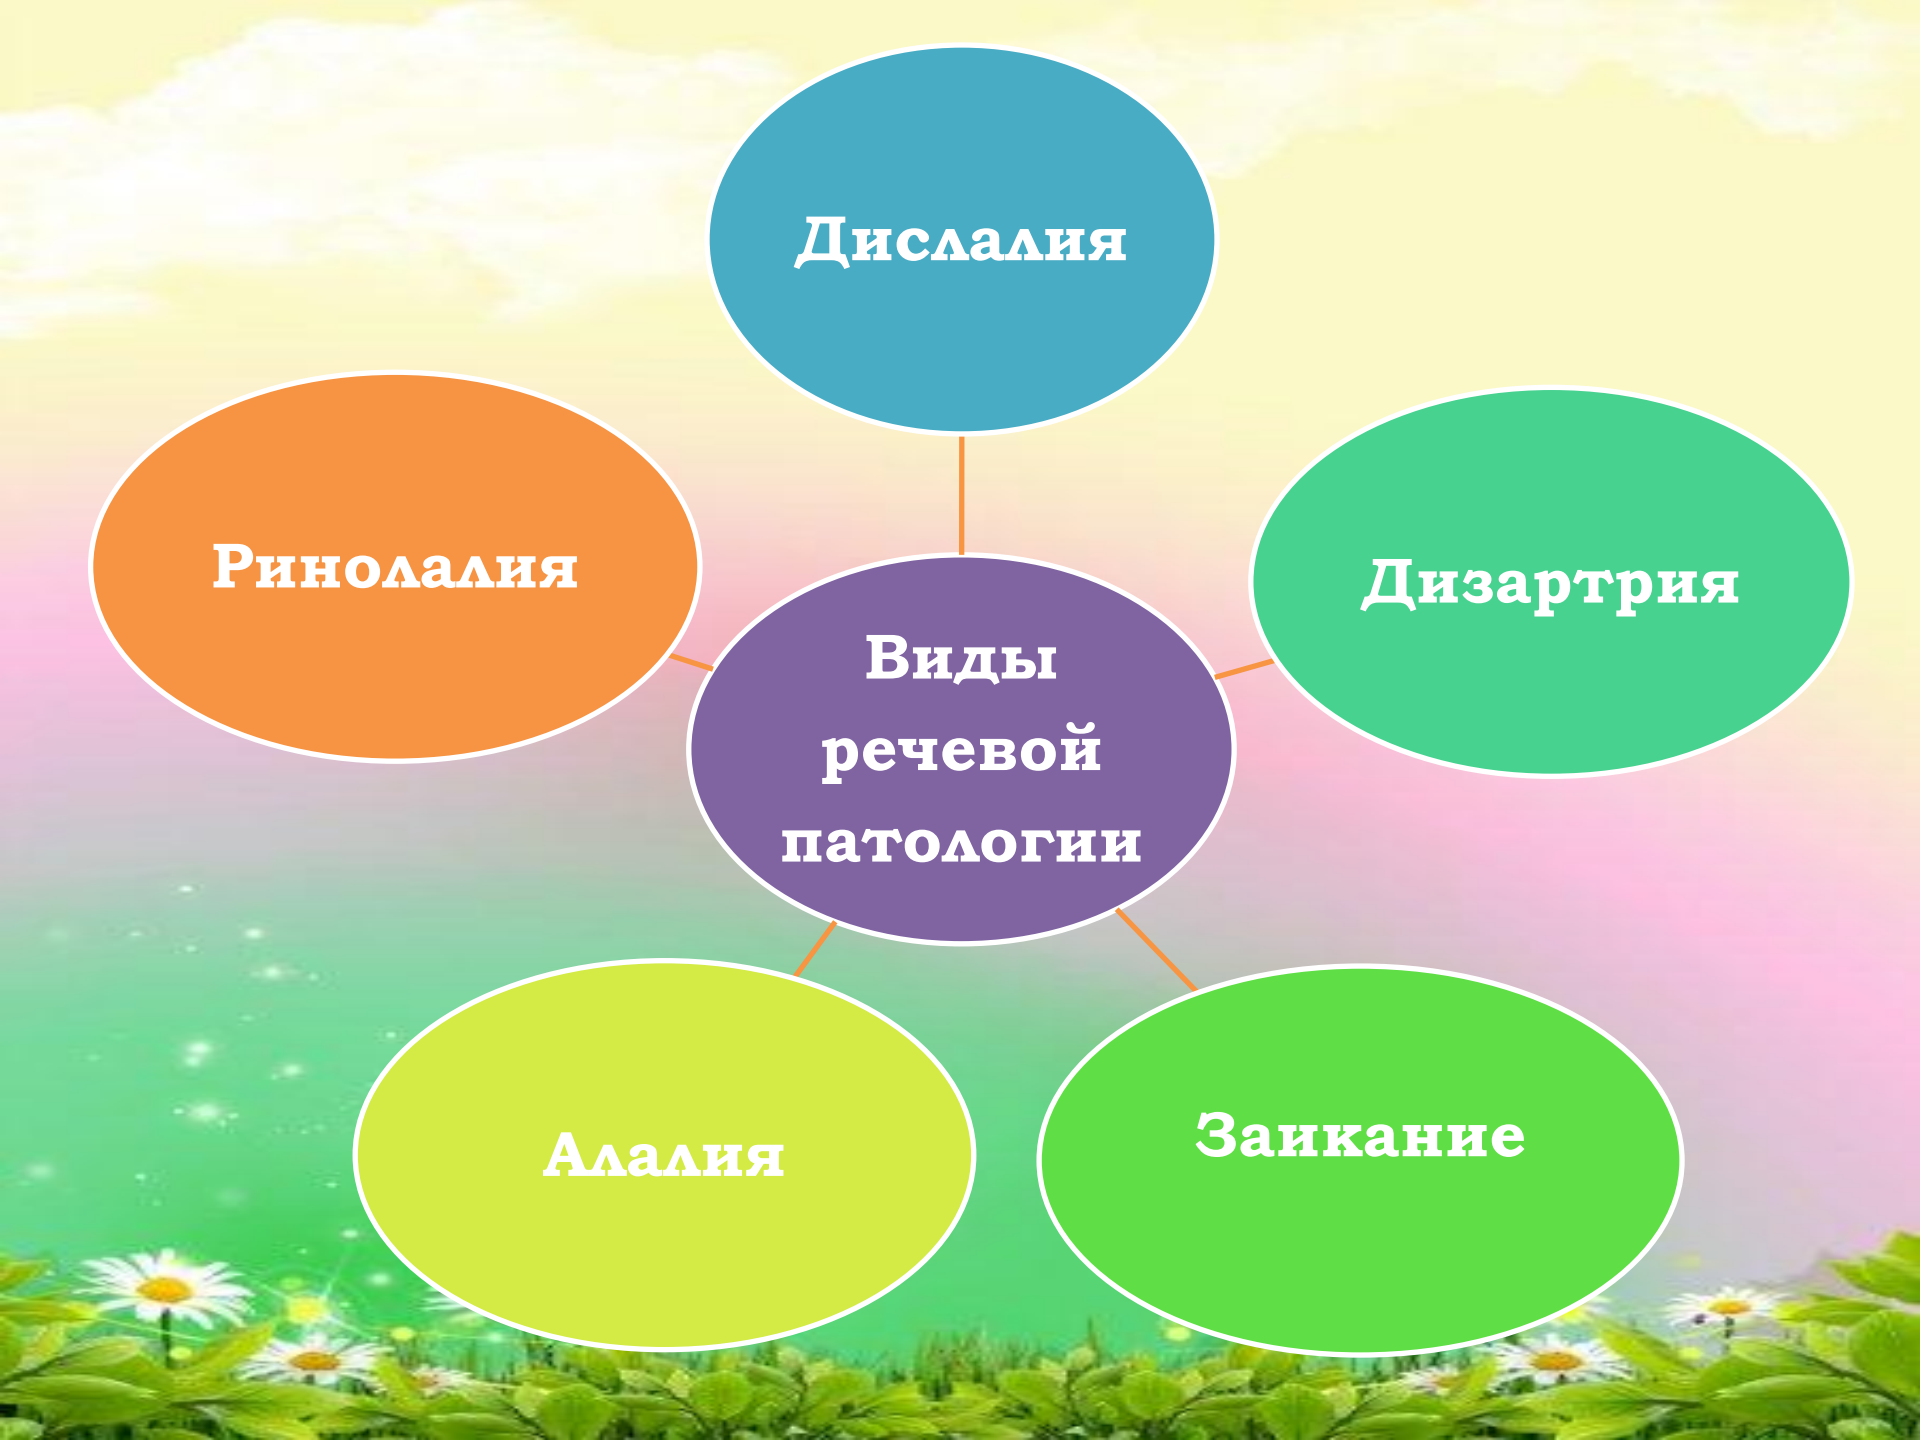 Дислалия
Ринолалия
Дизартрия
Виды
речевой
патологии
Алалия
Заикание